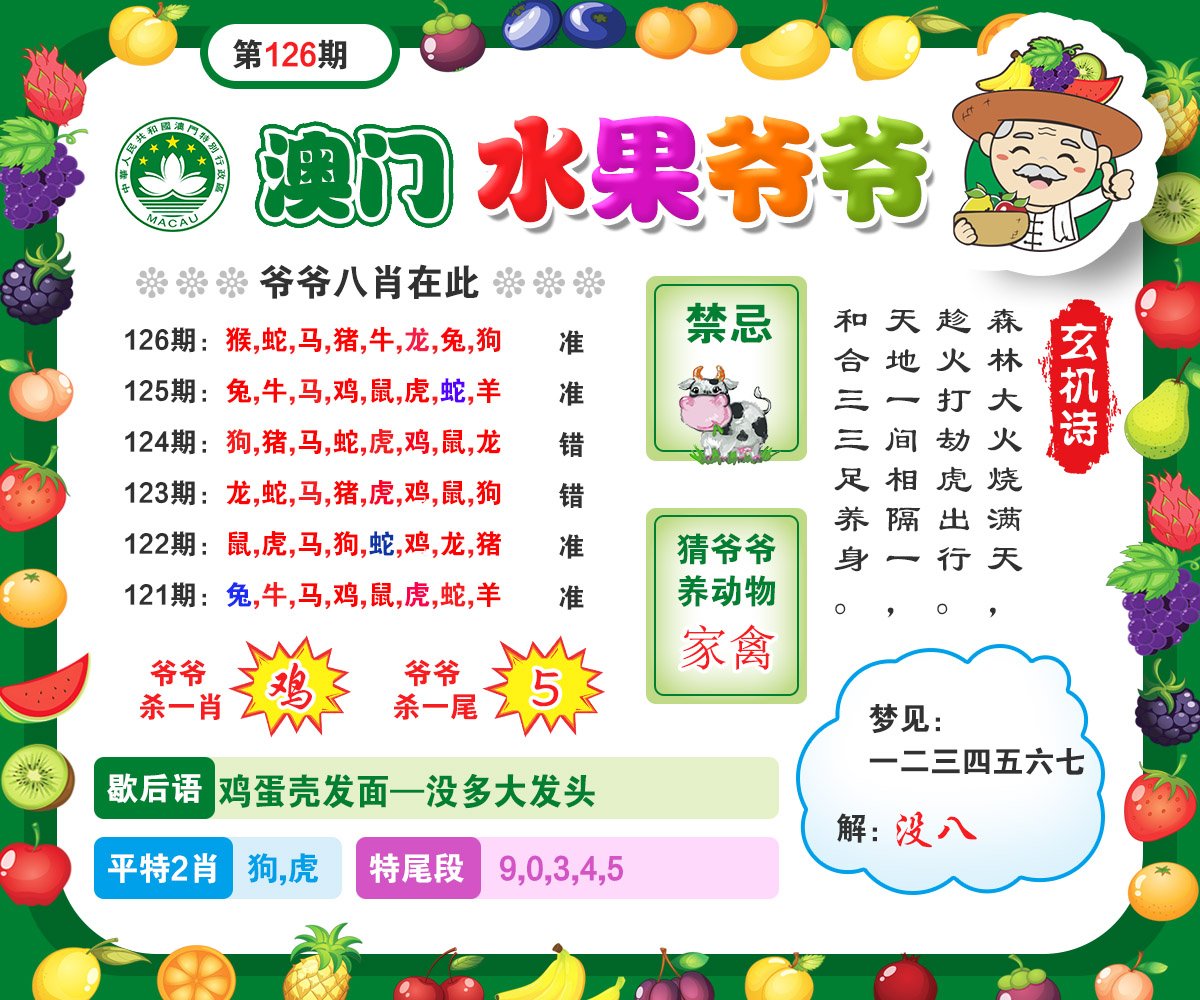 第126期
中華人民共和國澳門特別行政區
MACAU
澳门 水果爷爷
爷爷八肖在此
126期：猴,蛇,马,猪,牛,龙,兔,狗 准
125期：兔,牛,马,鸡,鼠,虎,蛇,羊 准
124期：狗,猪,马,蛇,虎,鸡,鼠,龙 错
123期：龙,蛇,马,猪,虎,鸡,鼠,狗 错
122期：鼠,虎,马,狗,蛇,鸡,龙,猪 准
121期：兔,牛,马,鸡,鼠,虎,蛇,羊 准
爷爷
杀一肖
鸡
爷爷
杀一尾
5
禁忌
猜爷爷
养动物
家禽
玄机诗
森林大火烧满天，
趁火打劫虎出行。
天地一间相隔一，
和合三三足养身。
梦见：
一二三四五六七
解：没八
歇后语 鸡蛋壳发面—没多大发头
平特2肖 狗,虎
特尾段 9,0,3,4,5